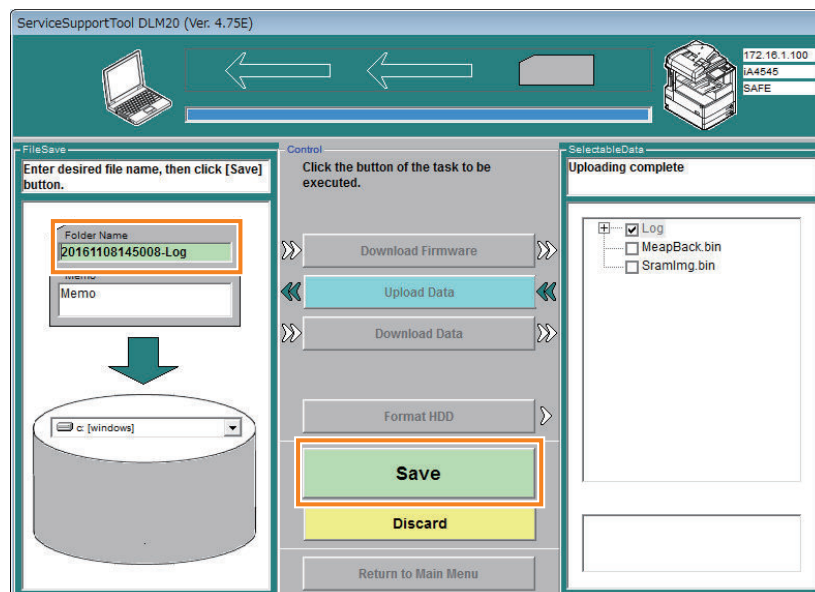 ServiceSupportTool DLM20 (Ver. 4.75E)
172.16.1.100
iA4545
SAFE
FileSave
Enter desired file name, then click [Save]
button.
Folder Name
20161108145008-Log
Memo
Memo
c: [windows]
Control
Click the button of the task to be
executed.
Download Firmware
Upload Data
Download Data
Format HDD
Save
Discard
Return to Main Menu
SelectableData
Uploading complete
Log
MeapBack.bin
SramImg.bin